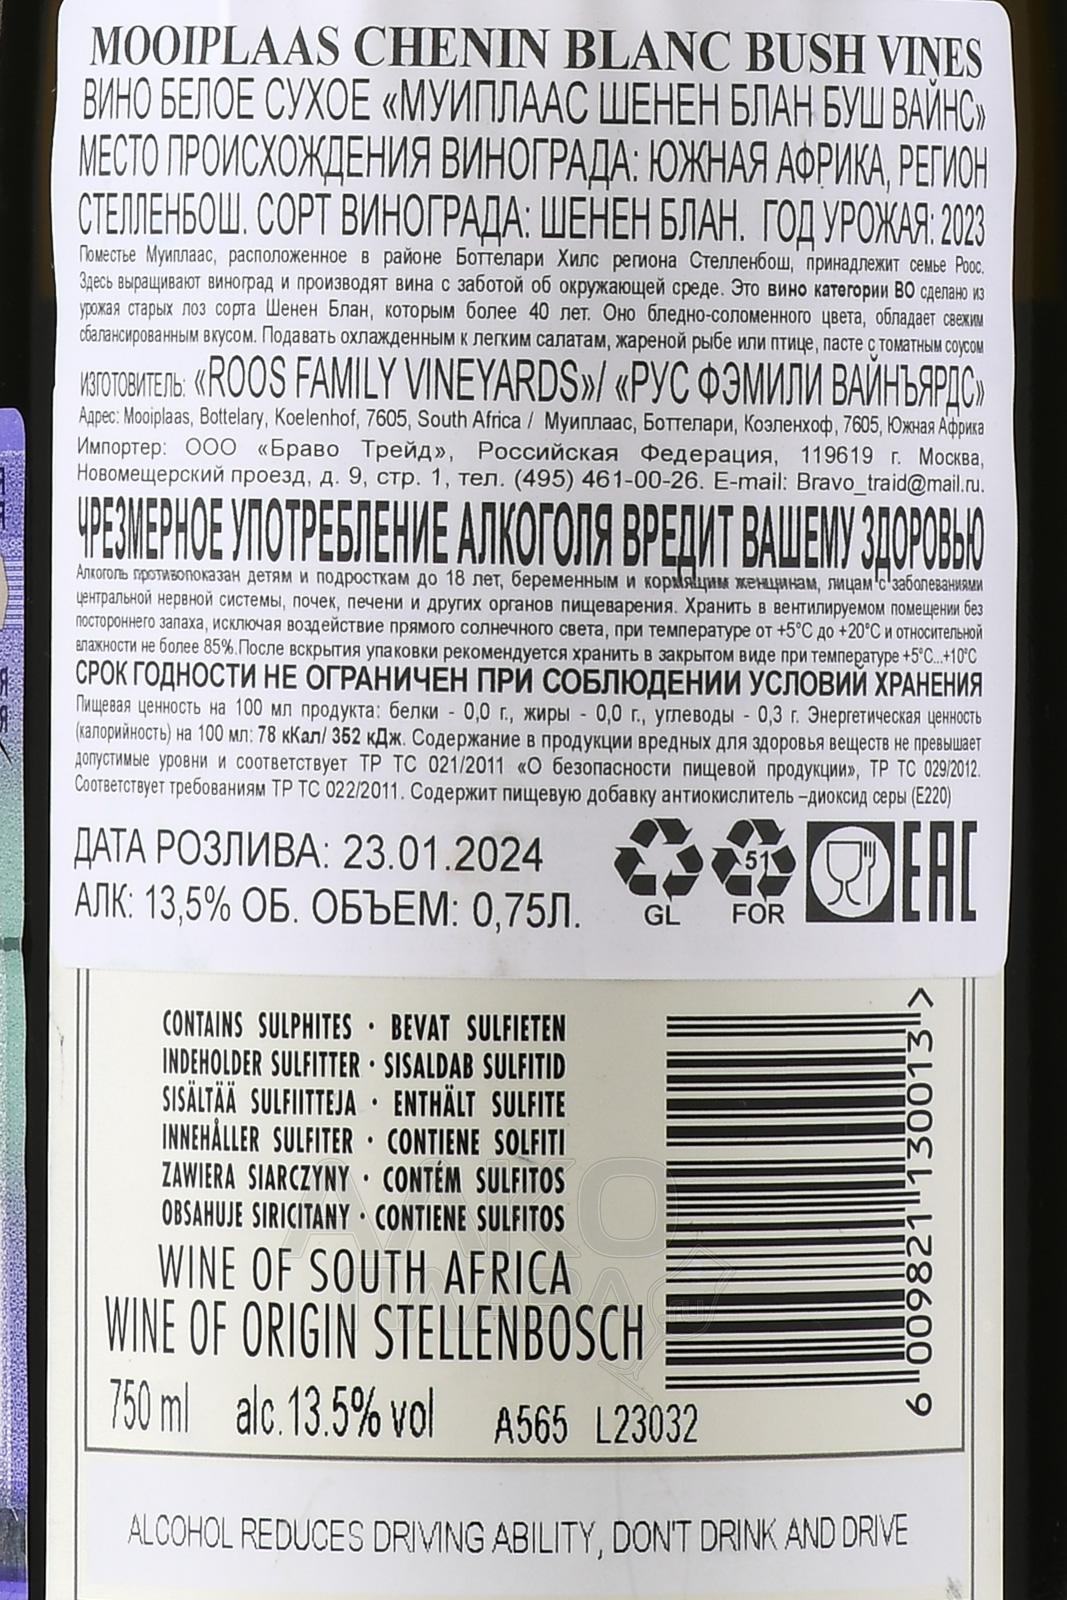 MOOIPLAAS CHENIN BLANC BUSH VINES
ВИНО БЕЛОЕ СУХОЕ «МУИПЛААС ШЕНЕН БЛАН БУШ ВАЙНС»
МЕСТО ПРОИСХОЖДЕНИЯ ВИНОГРАДА: ЮЖНАЯ АФРИКА, РЕГИОН
СТЕЛЛЕНБОШ. СОРТ ВИНОГРАДА: ШЕНЕН БЛАН. ГОД УРОЖАЯ: 2023
Поместье Муиплаас, расположенное в районе Боттелари Хилс региона Стелленбош, принадлежит семье Роос.
Здесь выращивают виноград и производят вина с заботой об окружающей среде. Это вино категории ВО сделано из
урожая старых лоз сорта Шенен Блан, которым более 40 лет. Оно бледно-соломенного цвета, обладает свежим
сбалансированным вкусом. Подавать охлажденным к легким салатам, жареной рыбе или птице, пасте с томатным соусом
ИЗГОТОВИТЕЛЬ: «ROOS FAMILY VINEYARDS»/ «РУС ФЭМИЛИ ВАЙНЪЯРДС»
Адрес: Mooiplaas, Bottelary, Koelenhof, 7605, South Africa / Муиплаас, Боттелари, Коэленхоф, 7605, Южная Африка
Импортер: ООО «Браво Трейд», Российская Федерация, 119619 г. Москва,
Новомещерский проезд, д. 9, стр. 1, тел. (495) 461-00-26. E-mail: Bravo_traid@mail.ru.
ЧРЕЗМЕРНОЕ УПОТРЕБЛЕНИЕ АЛКОГОЛЯ ВРЕДИТ ВАШЕМУ ЗДОРОВЬЮ
Алкоголь противопоказан детям и подросткам до 18 лет, беременным и кормящим женщинам, лицам с заболеваниями
центральной нервной системы, почек, печени и других органов пищеварения. Хранить в вентилируемом помещении без
постороннего запаха, исключая воздействие прямого солнечного света, при температуре от +5°С до +20°С и относительной
влажности не более 85%.После вскрытия упаковки рекомендуется хранить в закрытом виде при температуре +5°С...+10°С
СРОК ГОДНОСТИ НЕ ОГРАНИЧЕН ПРИ СОБЛЮДЕНИИ УСЛОВИЙ ХРАНЕНИЯ
Пищевая ценность на 100 мл продукта: белки - 0,0 г., жиры - 0,0 г., углеводы - 0,3 г. Энергетическая ценность
(калорийность) на 100 мл: 78 кКал/ 352 кДж. Содержание в продукции вредных для здоровья веществ не превышает
допустимые уровни и соответствует ТР ТС 021/2011 «О безопасности пищевой продукции», ТР ТС 029/2012.
Соответствует требованиям ТР ТС 022/2011. Содержит пищевую добавку антиокислитель –диоксид серы (Е220)
ДАТА РОЗЛИВА: 23.01.2024
АЛК: 13,5% ОБ. ОБЪЕМ: 0,75Л.
GL
51
FOR
EAC
CONTAINS SULPHITES · BEVAT SULFIETEN
INDEHOLDER SULFITTER · SISALDAB SULFITID
SISÄLTÄÄ SULFIITTEJA · ENTHÄLT SULFITE
INNEHÅLLER SULFITER · CONTIENE SOLFITI
ZAWIERA SIARCZYNY · CONTÉM SULFITOS
OBSAHUJE SIRICITANY · CONTIENE SULFITOS
WINE OF SOUTH AFRICA
WINE OF ORIGIN STELLENBOSCH
750 ml alc.13.5% vol A565 L23032
6 009821 130013 >
ALCOHOL REDUCES DRIVING ABILITY, DON'T DRINK AND DRIVE